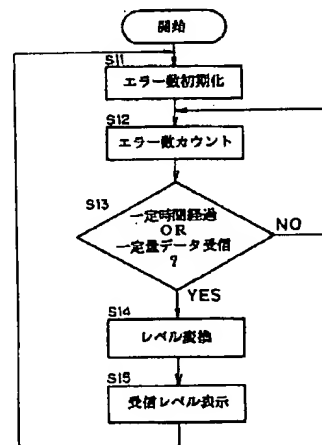 開始
S11
エラー数初期化
S12
エラー数カウント
S13
一定時間経過
OR
一定量データ受信
?
NO
YES
S14
レベル変換
S15
受信レベル表示